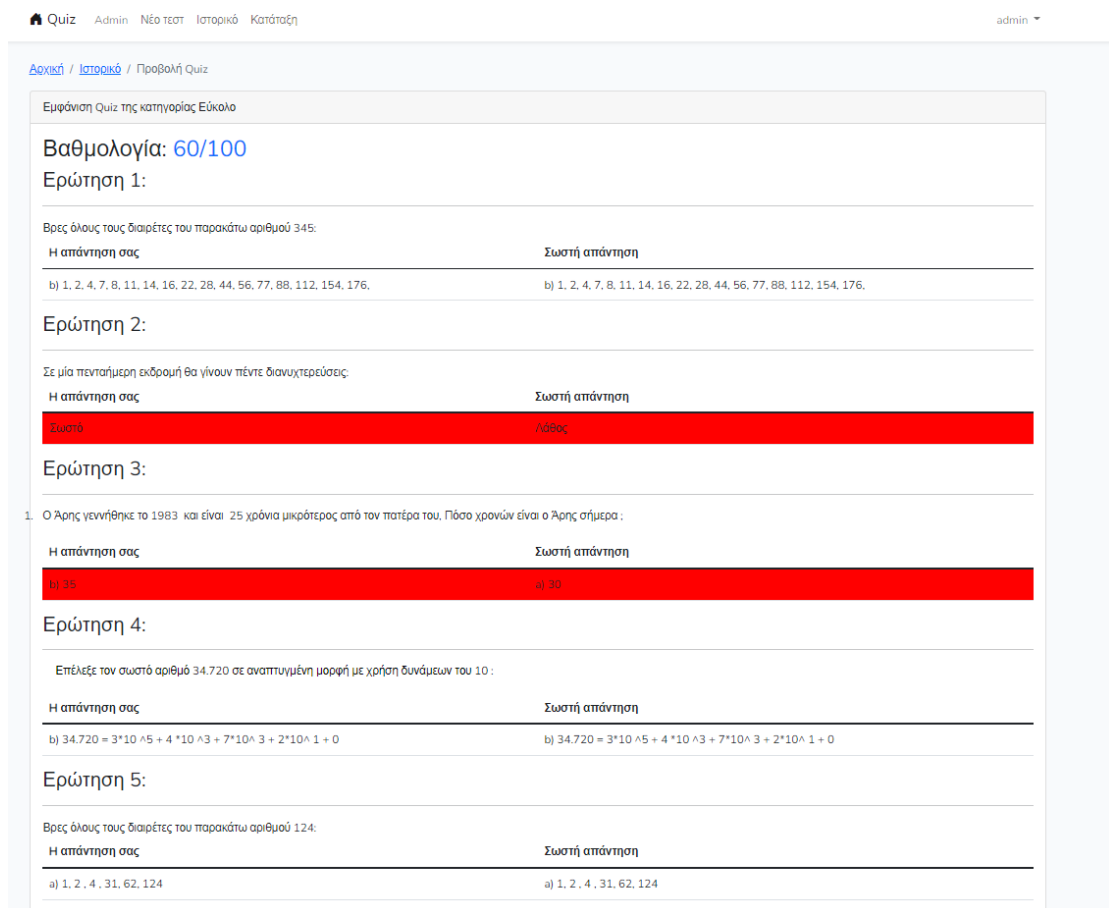 Quiz Admin Νέο τεστ Ιστορικό Κατάταξη admin
Αρχική / Ιστορικό / Προβολή Quiz
Εμφάνιση Quiz της κατηγορίας Εύκολο
Βαθμολογία: 60/100
Ερώτηση 1:
Βρες όλους τους διαιρέτες του παρακάτω αριθμού 345:
Η απάντηση σας Σωστή απάντηση
b) 1, 2, 4, 7, 8, 11, 14, 16, 22, 28, 44, 56, 77, 88, 112, 154, 176, b) 1, 2, 4, 7, 8, 11, 14, 16, 22, 28, 44, 56, 77, 88, 112, 154, 176,
Ερώτηση 2:
Σε μία πενταήμερη εκδρομή θα γίνουν πέντε διανυχτερεύσεις:
Η απάντηση σας Σωστή απάντηση
Σωστό Λάθος
Ερώτηση 3:
1. Ο Άρης γεννήθηκε το 1983 και είναι 25 χρόνια μικρότερος από τον πατέρα του, Πόσο χρονών είναι ο Άρης σήμερα ;
Η απάντηση σας Σωστή απάντηση
b) 35 a) 30
Ερώτηση 4:
Επέλεξε τον σωστό αριθμό 34.720 σε αναπτυγμένη μορφή με χρήση δυνάμεων του 10 :
Η απάντηση σας Σωστή απάντηση
b) 34.720 = 3*10 ^5 + 4 *10 ^3 + 7*10^ 3 + 2*10^ 1 + 0 b) 34.720 = 3*10 ^5 + 4 *10 ^3 + 7*10^ 3 + 2*10^ 1 + 0
Ερώτηση 5:
Βρες όλους τους διαιρέτες του παρακάτω αριθμού 124:
Η απάντηση σας Σωστή απάντηση
a) 1, 2 , 4 , 31, 62, 124 a) 1, 2 , 4 , 31, 62, 124